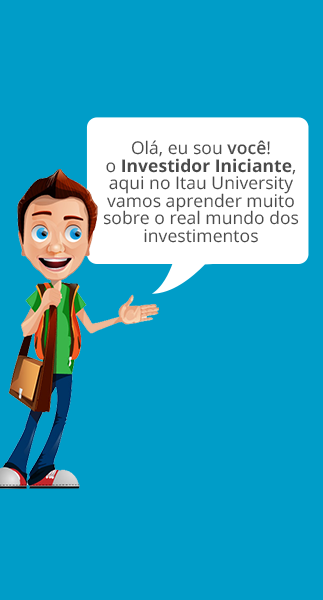 Olá, eu sou você!
o Investidor Iniciante,
aqui no Itau University
vamos aprender muito
sobre o real mundo dos
investimentos